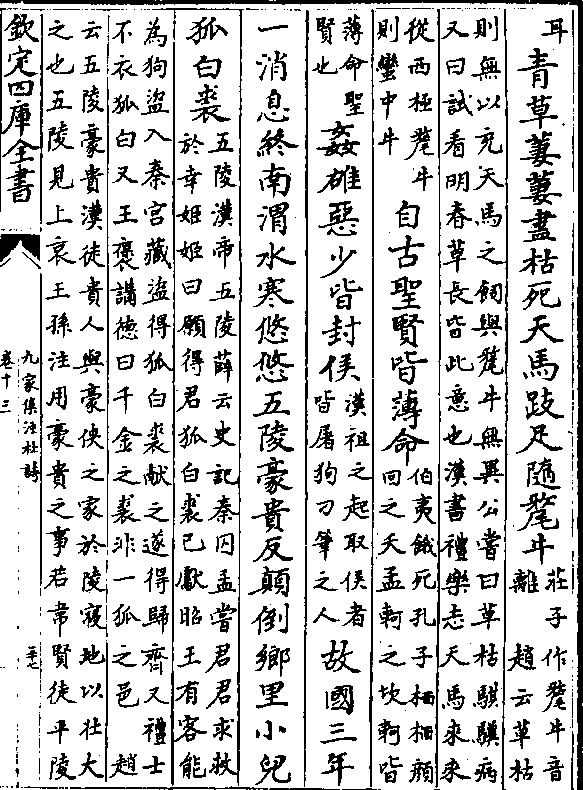 耳青草萋萋盡枯死天馬跂足隨氂牛莊子作氂牛音離 趙云草枯
則無以充天馬之飼與氂牛無異公嘗曰草枯騏驥病
又曰試看明春草長皆此意也漢書禮樂志天馬來來
從西極氂牛則蠻中牛自古聖賢皆薄命伯夷餓死孔子栖栖顏回之夭孟軻之坎軻皆
薄命聖賢也姦雄惡少皆封侯漢祖之起取侯者皆屠狗刀筆之人故國三年
一消息終南渭水寒悠悠五陵豪貴反顛倒鄉里小兒
狐白裘五陵漢帝五陵薛云史記秦囚孟嘗君君求救於幸姬姬曰願得君狐白裘已獻昭王有客能
為狗盜入秦宮藏盜得狐白裘献之遂得歸齊又禮士
不衣狐白又王褒講德曰千金之裘非一狐之邑 趙
云五陵豪貴漢徒貴人與豪俠之家於陵寢地以壯大
之也五陵見上哀王孫注用豪貴之事若常賢徒平陵
欽定四庫全書
九家集注杜詩
卷十三